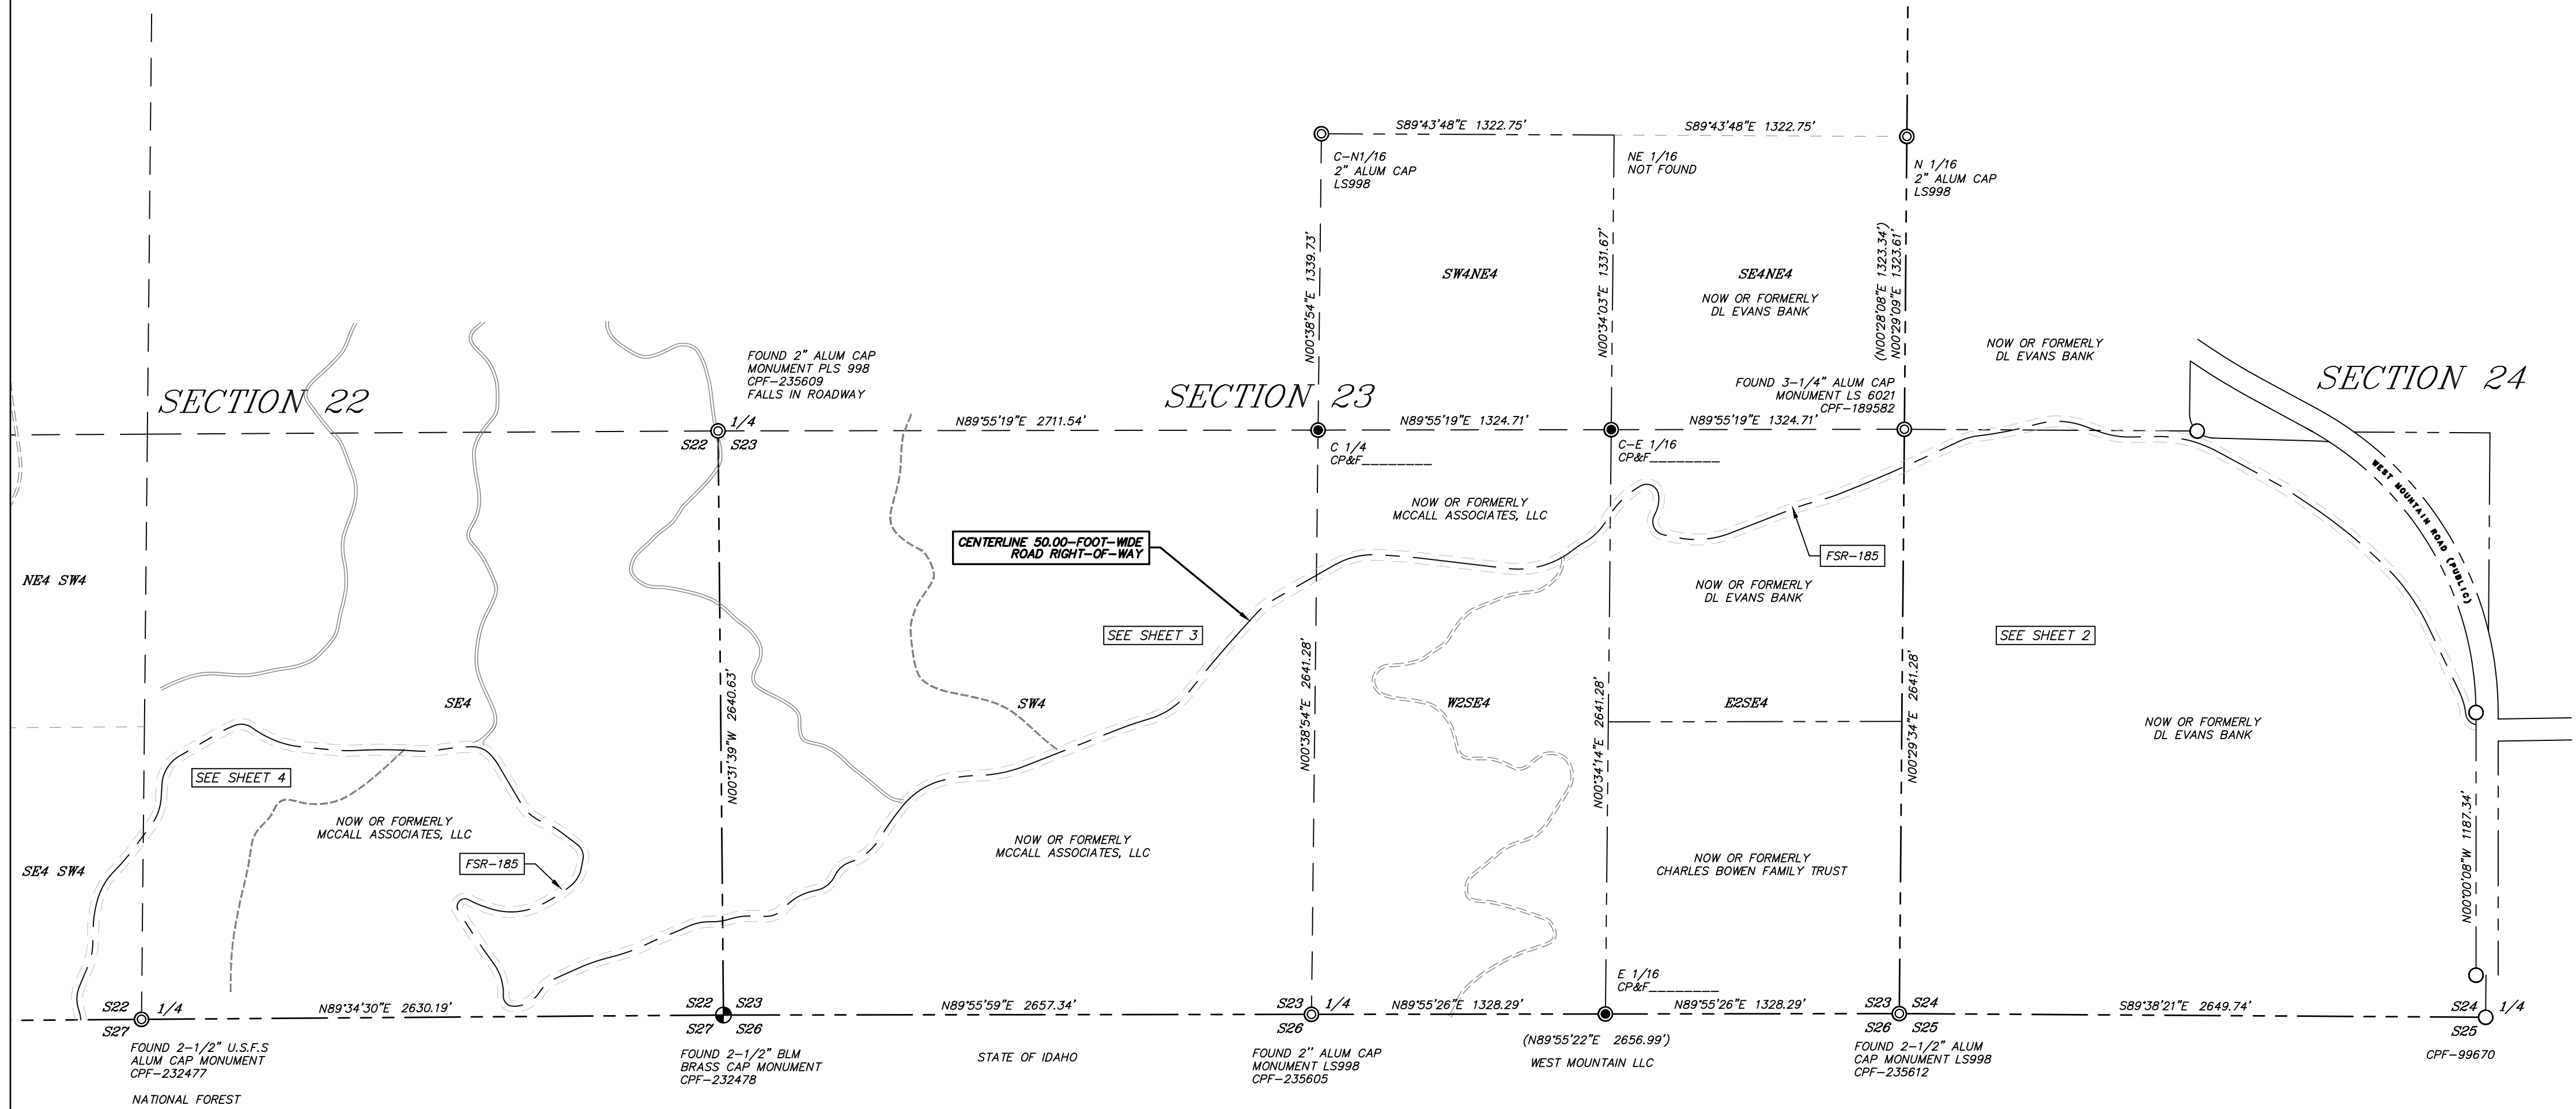 S89°43'48"E 1322.75'
S89°43'48"E 1322.75'
C-N1/16
2" ALUM CAP
LS998
NE 1/16
NOT FOUND
N 1/16
2" ALUM CAP
LS998
N00°38'54"E 1339.73'
N00°34'03"E 1331.67'
(N00°28'08"E 1323.34')
N00°29'09"E 1323.61'
SW4NE4
SE4NE4
NOW OR FORMERLY
DL EVANS BANK
NOW OR FORMERLY
DL EVANS BANK
FOUND 2" ALUM CAP
MONUMENT PLS 998
CPF-235609
FALLS IN ROADWAY
SECTION 22
SECTION 23
SECTION 24
FOUND 3-1/4" ALUM CAP
MONUMENT LS 6021
CPF-189582
1/4
S22
S23
N89°55'19"E 2711.54'
N89°55'19"E 1324.71'
N89°55'19"E 1324.71'
C 1/4
CP&F________
C-E 1/16
CP&F________
WEST MOUNTAIN ROAD (PUBLIC)
NOW OR FORMERLY
MCCALL ASSOCIATES, LLC
CENTERLINE 50.00-FOOT-WIDE
ROAD RIGHT-OF-WAY
FSR-185
NE4 SW4
NOW OR FORMERLY
DL EVANS BANK
SEE SHEET 3
SEE SHEET 2
N00°31'39"W 2640.63'
N00°38'54"E 2641.28'
N00°34'14"E 2641.28'
N00°29'34"E 2641.28'
SE4
SW4
W2SE4
E2SE4
NOW OR FORMERLY
DL EVANS BANK
SEE SHEET 4
NOW OR FORMERLY
MCCALL ASSOCIATES, LLC
NOW OR FORMERLY
MCCALL ASSOCIATES, LLC
FSR-185
SE4 SW4
NOW OR FORMERLY
CHARLES BOWEN FAMILY TRUST
N00°00'08"W 1187.34'
E 1/16
CP&F________
S22
1/4
S27
N89°34'30"E 2630.19'
S22
S23
S27
S26
N89°55'59"E 2657.34'
S23
1/4
S26
N89°55'26"E 1328.29'
N89°55'26"E 1328.29'
S23
S24
S26
S25
S89°38'21"E 2649.74'
S24
1/4
S25
FOUND 2-1/2" U.S.F.S
ALUM CAP MONUMENT
CPF-232477
NATIONAL FOREST
FOUND 2-1/2" BLM
BRASS CAP MONUMENT
CPF-232478
STATE OF IDAHO
FOUND 2'' ALUM CAP
MONUMENT LS998
CPF-235605
(N89°55'22"E 2656.99')
WEST MOUNTAIN LLC
FOUND 2-1/2" ALUM
CAP MONUMENT LS998
CPF-235612
CPF-99670